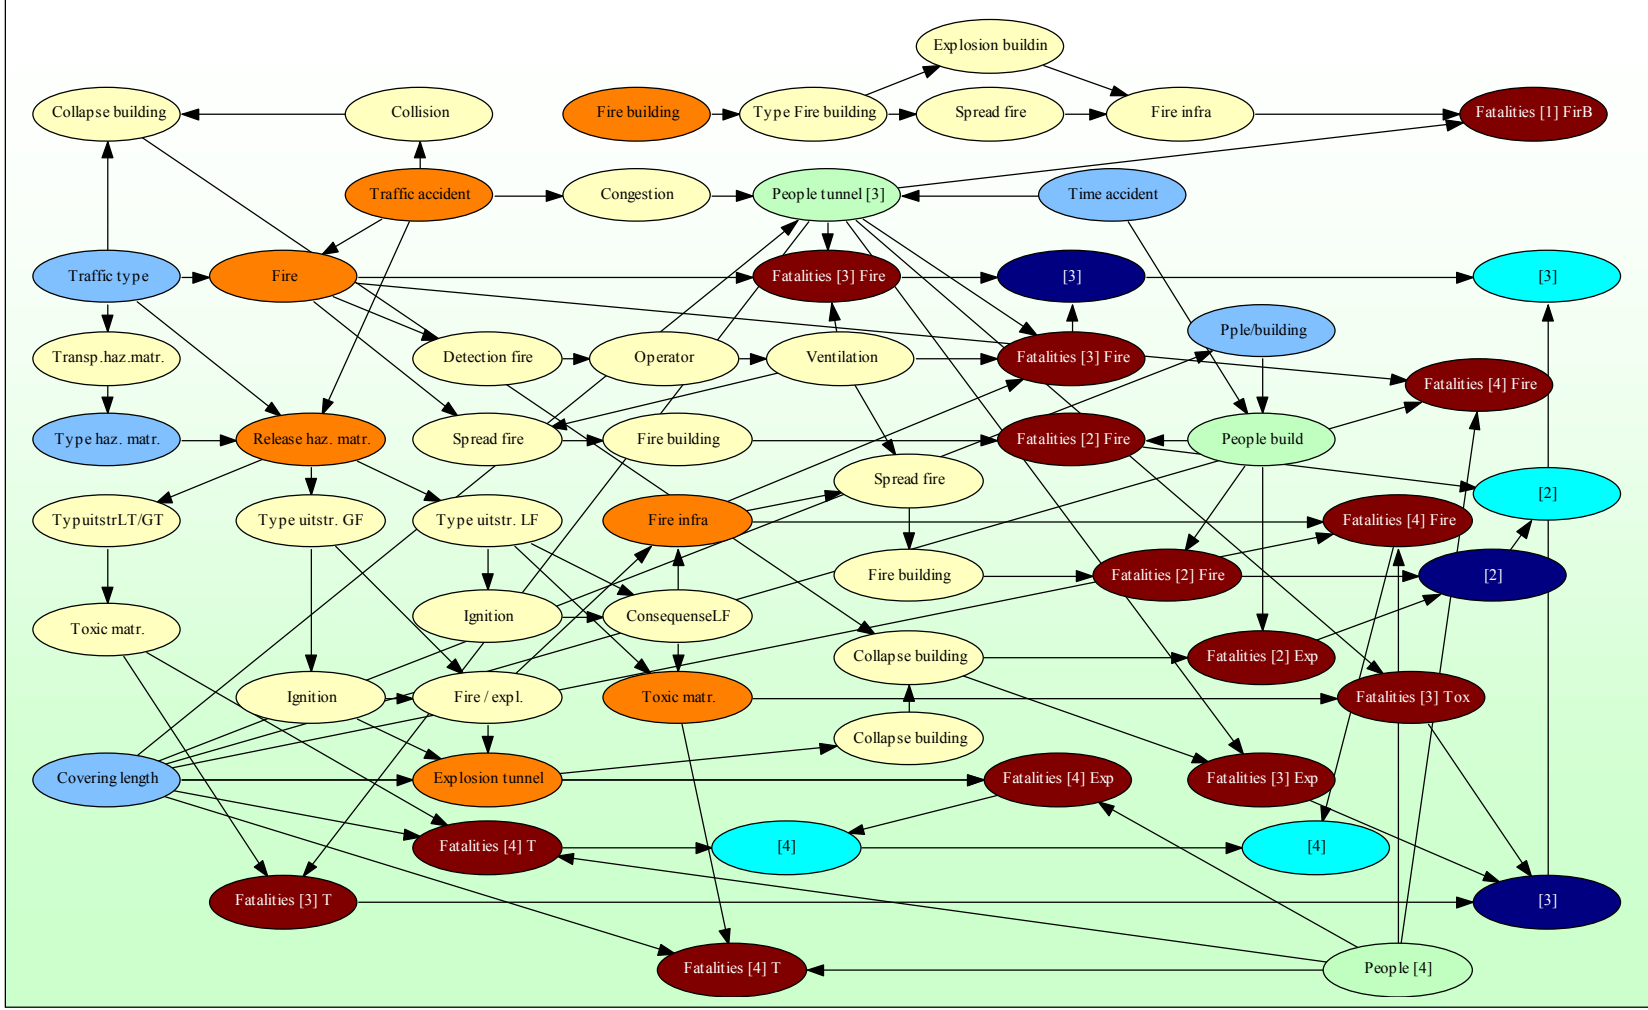 Explosion buildin
Collapse building
Collision
Fire building
Type Fire building
Spread fire
Fire infra
Fatalities [1] FirB
Traffic accident
Congestion
People tunnel [3]
Time accident
Traffic type
Fire
Fatalities [3] Fire
[3]
[3]
Pple/building
Transp.haz.matr.
Detection fire
Operator
Ventilation
Fatalities [3] Fire
Fatalities [4] Fire
Type haz. matr.
Release haz. matr.
Spread fire
Fire building
Fatalities [2] Fire
People build
Spread fire
[2]
TypuitstrLT/GT
Type uitstr. GF
Type uitstr. LF
Fire infra
Fatalities [4] Fire
Fire building
Fatalities [2] Fire
[2]
Toxic matr.
Ignition
ConsequenseLF
Collapse building
Fatalities [2] Exp
Ignition
Fire / expl.
Toxic matr.
Fatalities [3] Tox
Collapse building
Covering length
Explosion tunnel
Fatalities [4] Exp
Fatalities [3] Exp
Fatalities [4] T
[4]
[4]
Fatalities [3] T
[3]
Fatalities [4] T
People [4]